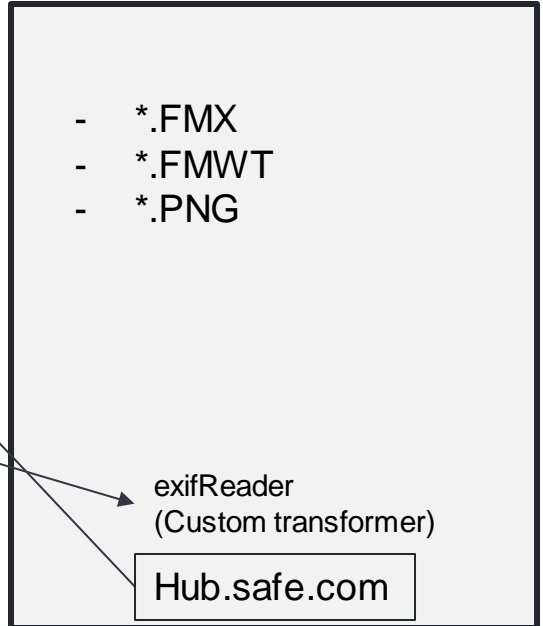 - *.FMX
- *.FMWT
- *.PNG
exifReader
(Custom transformer)
Hub.safe.com